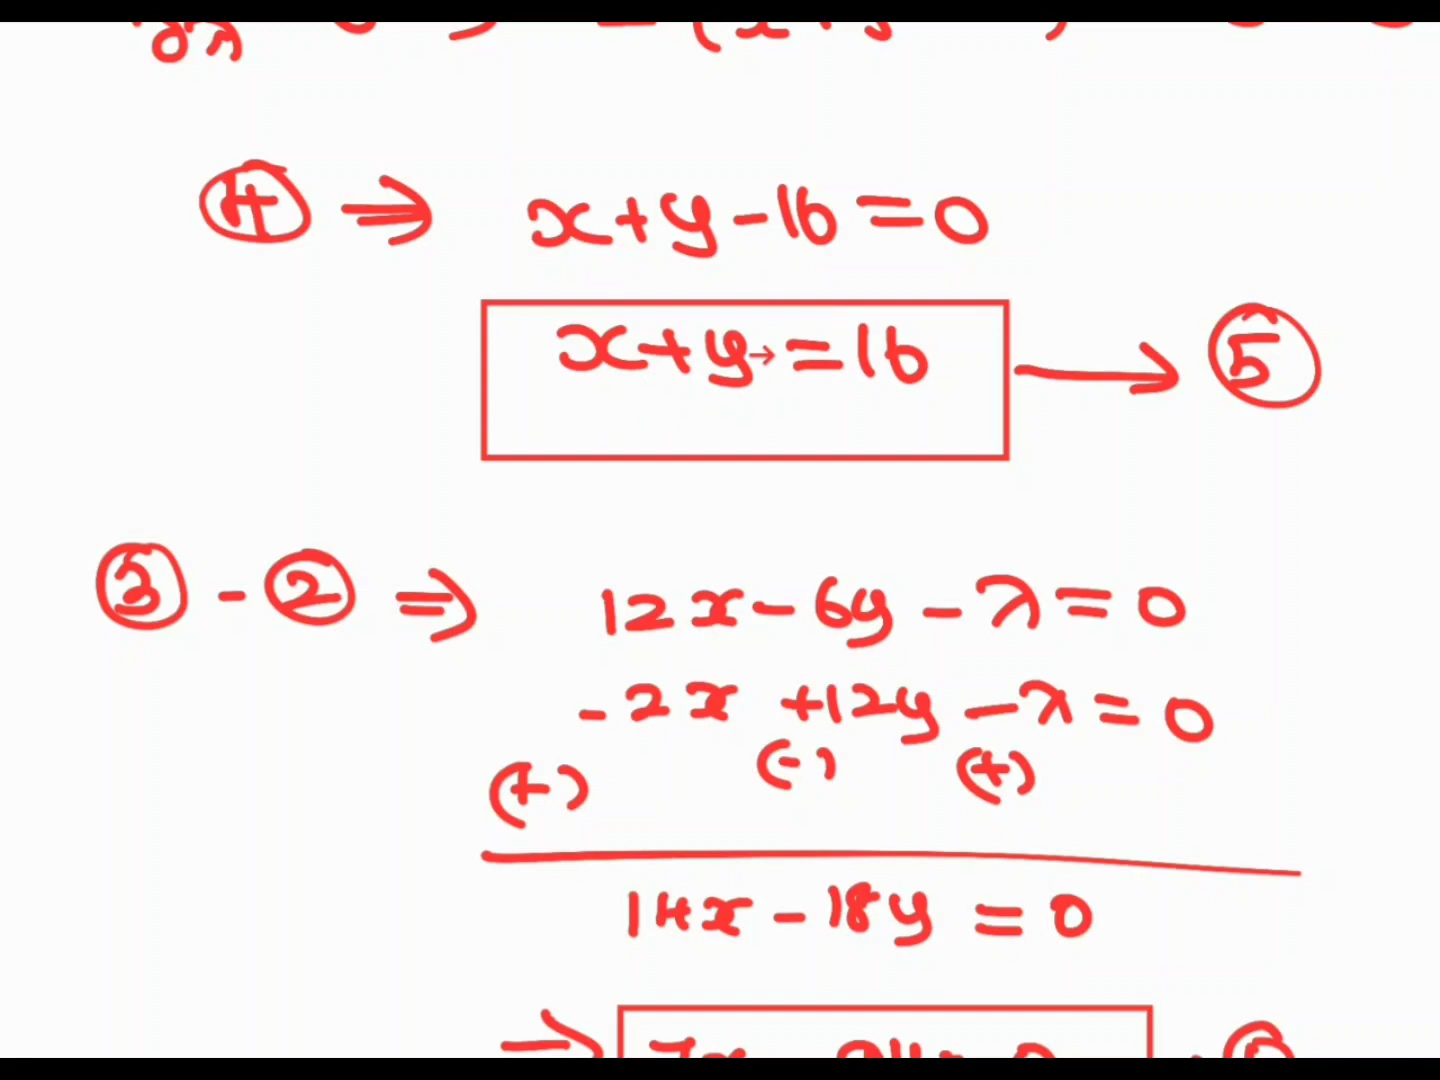 ④ ⇒ x+y-16=0
x+y=16 → ⑤
③ - ② ⇒ 12x-6y-λ=0
-2x+12y-λ=0
(+) (-) (+)
14x-18y=0
⇒